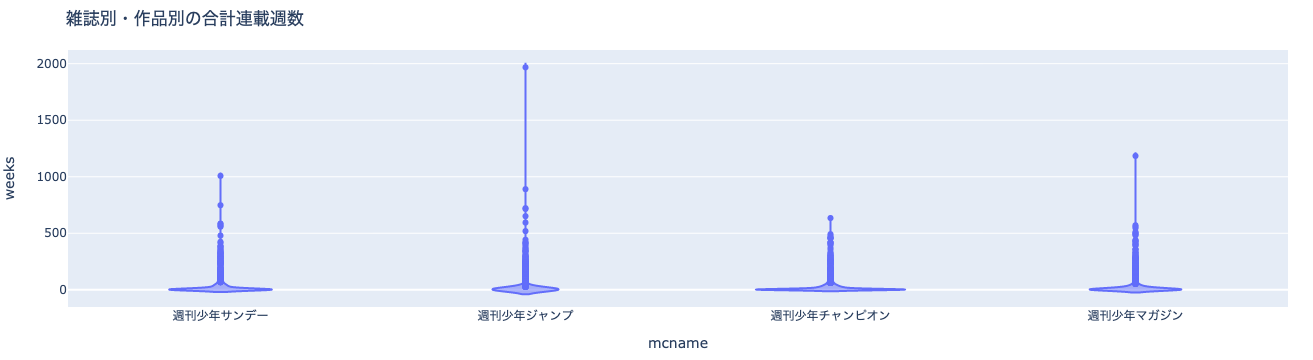 雑誌別・作品別の合計連載週数
weeks
2000
1500
1000
500
0
週刊少年サンデー
週刊少年ジャンプ
週刊少年チャンピオン
週刊少年マガジン
mcname